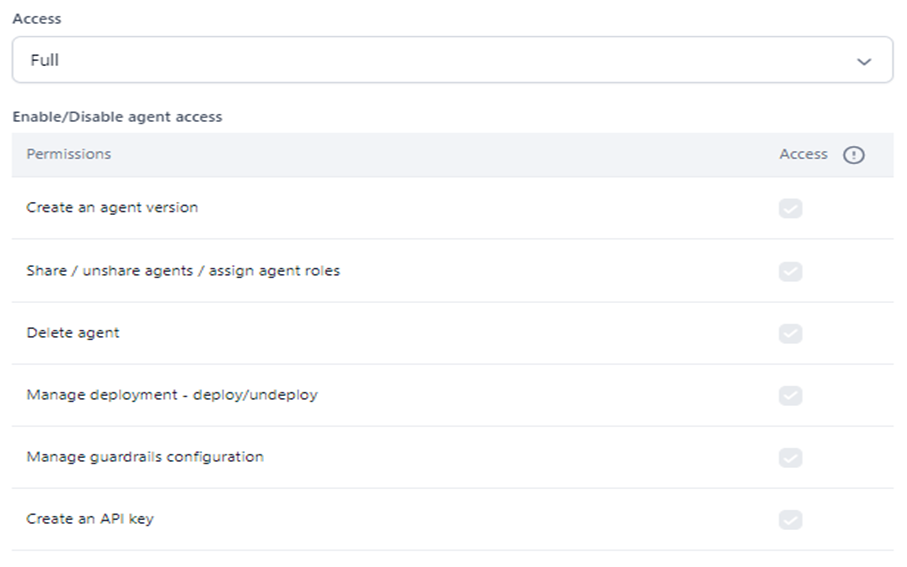 Access
Full
Enable/Disable agent access
Permissions Access
Create an agent version
Share / unshare agents / assign agent roles
Delete agent
Manage deployment - deploy/undeploy
Manage guardrails configuration
Create an API key